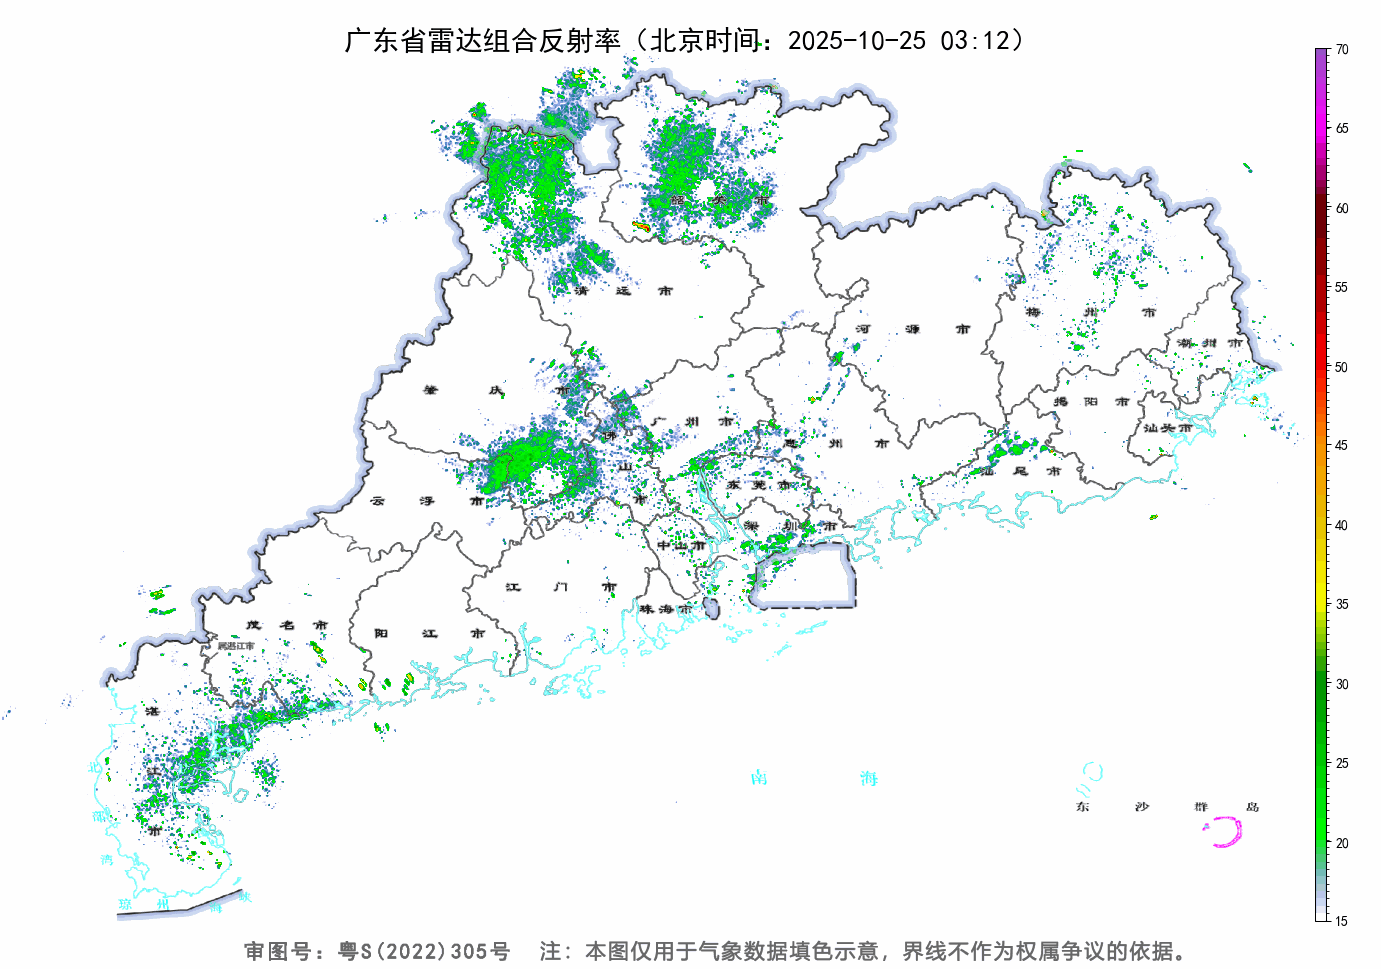 广东省雷达组合反射率（北京时间：2025-10-25 03:12）
70
65
60
55
50
45
40
35
30
25
20
15
韶关市
清远市
河源市
梅州市
潮州市
肇庆市
广州市
揭阳市
汕头市
佛山市
惠州市
东莞市
汕尾市
云浮市
深圳市
中山市
江门市
珠海市
茂名市
阳江市
属湛江市
湛江市
北部湾
南海
东沙群岛
琼州海峡
审图号：粤S(2022)305号 注：本图仅用于气象数据填色示意，界线不作为权属争议的依据。